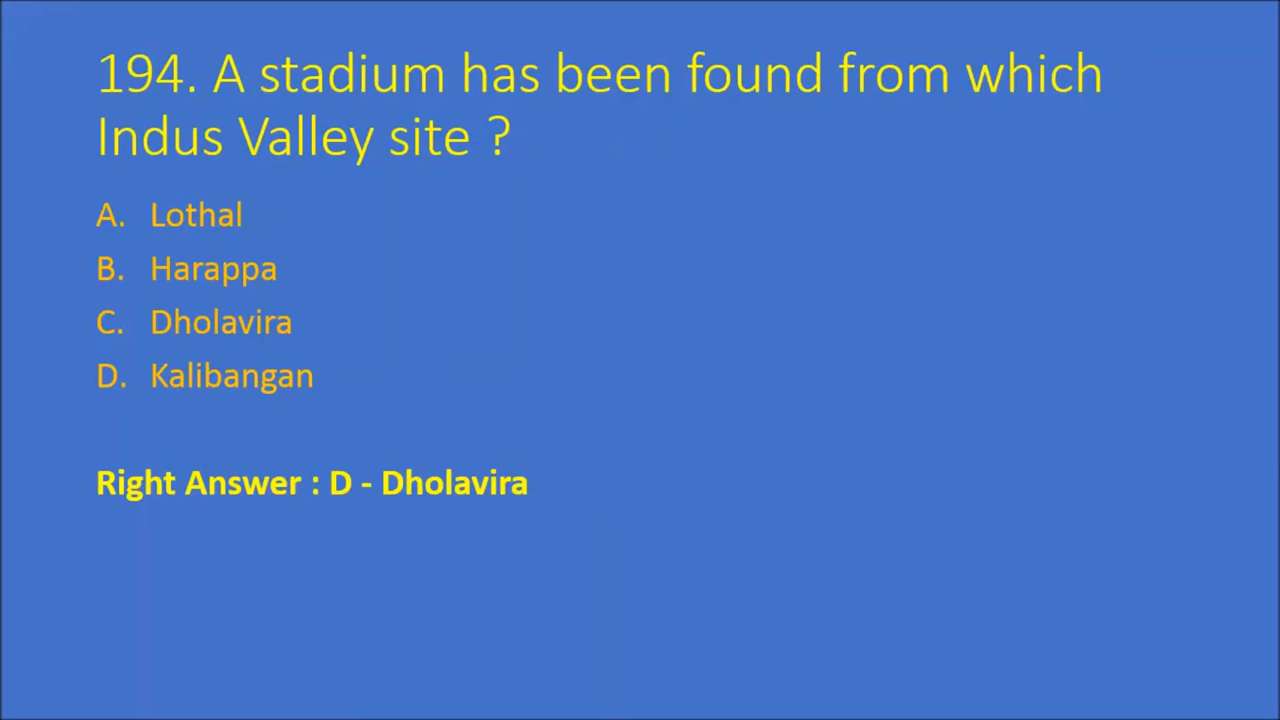 194. A stadium has been found from which
Indus Valley site ?
A. Lothal
B. Harappa
C. Dholavira
D. Kalibangan
Right Answer : D - Dholavira